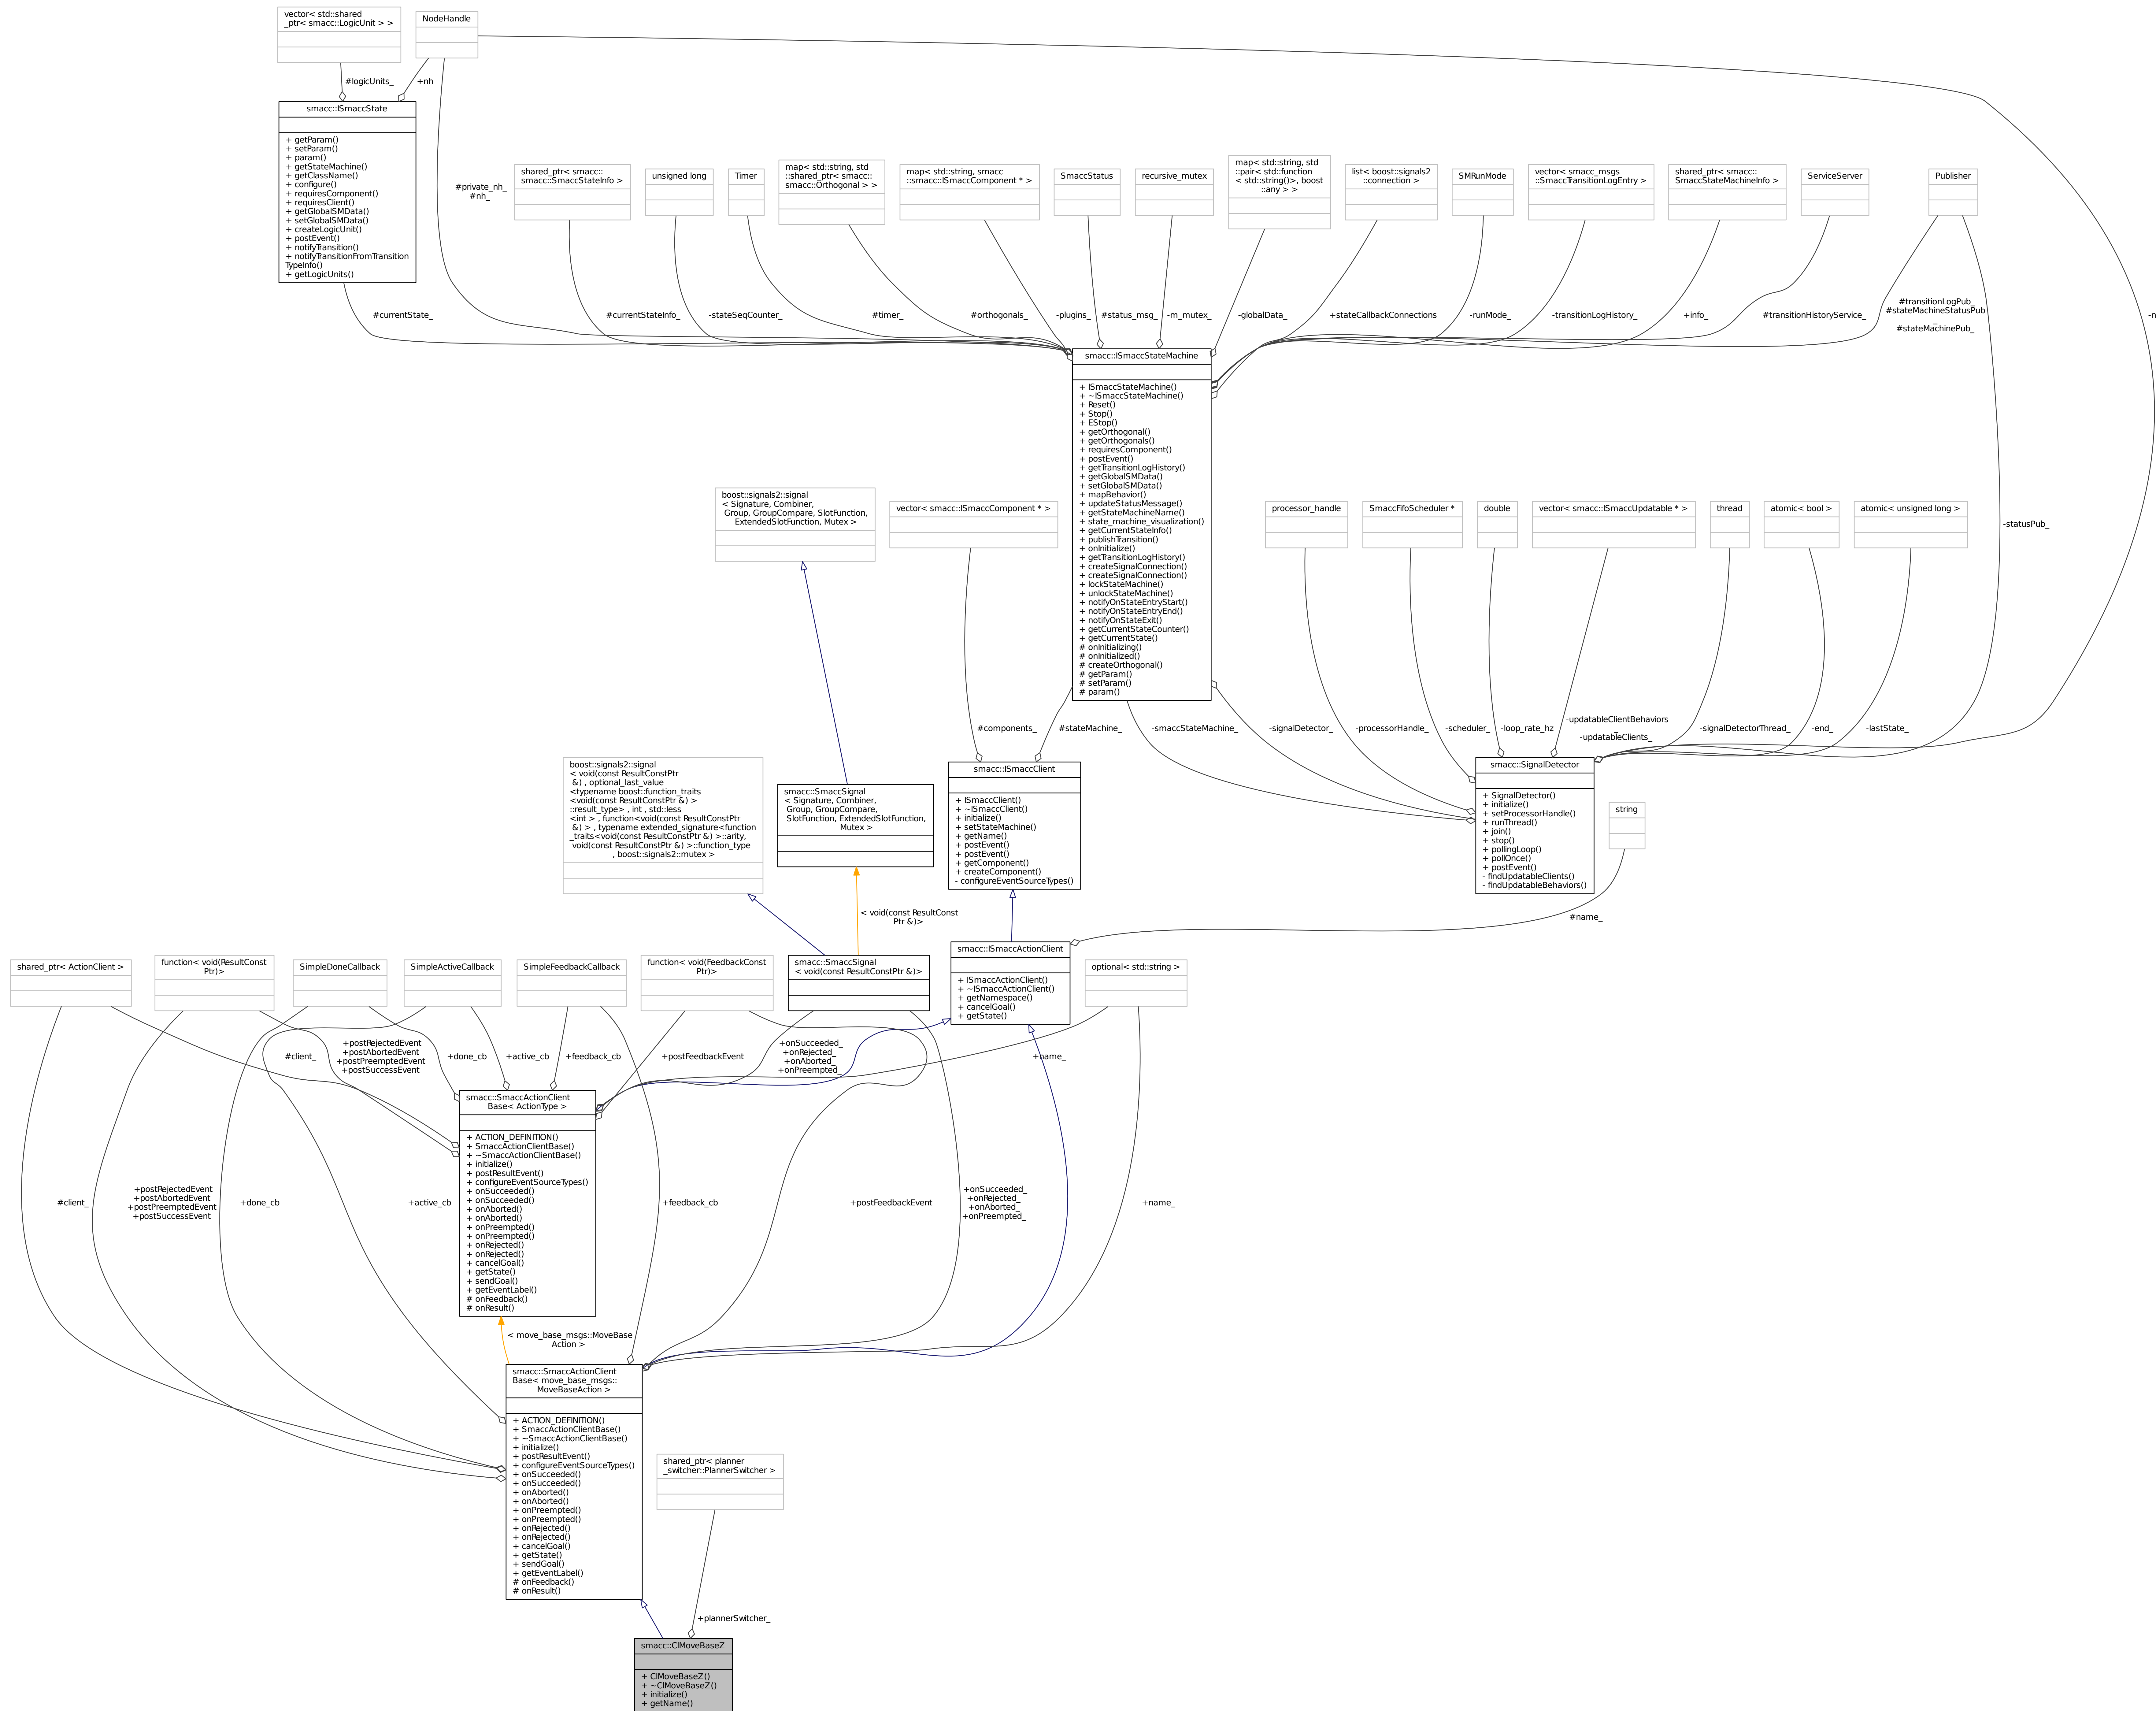 vector< std::shared
_ptr< smacc::LogicUnit > >
NodeHandle
#logicUnits_
+nh
smacc::ISmaccState
+ getParam()
+ setParam()
+ param()
+ getStateMachine()
+ getClassName()
+ configure()
+ requiresComponent()
+ requiresClient()
+ getGlobalSMData()
+ setGlobalSMData()
+ createLogicUnit()
+ postEvent()
+ notifyTransition()
+ notifyTransitionFromTransition
TypeInfo()
+ getLogicUnits()
#private_nh_
#nh_
shared_ptr< smacc::
smacc::SmaccStateInfo >
unsigned long
Timer
map< std::string, std
::shared_ptr< smacc::
smacc::Orthogonal > >
map< std::string, smacc
::smacc::ISmaccComponent * >
SmaccStatus
recursive_mutex
map< std::string, std
::pair< std::function
< std::string()>, boost
::any > >
list< boost::signals2
::connection >
SMRunMode
vector< smacc_msgs
::SmaccTransitionLogEntry >
shared_ptr< smacc::
SmaccStateMachineInfo >
ServiceServer
Publisher
#currentState_
#currentStateInfo_
-stateSeqCounter_
#timer_
#orthogonals_
-plugins_
#status_msg_
-m_mutex_
-globalData_
+stateCallbackConnections
-runMode_
-transitionLogHistory_
+info_
#transitionHistoryService_
#transitionLogPub_
#stateMachineStatusPub
_
#stateMachinePub_
-n
smacc::ISmaccStateMachine
+ ISmaccStateMachine()
+ ~ISmaccStateMachine()
+ Reset()
+ Stop()
+ EStop()
+ getOrthogonal()
+ getOrthogonals()
+ requiresComponent()
+ postEvent()
+ getTransitionLogHistory()
+ getGlobalSMData()
+ setGlobalSMData()
+ mapBehavior()
+ updateStatusMessage()
+ getStateMachineName()
+ state_machine_visualization()
+ getCurrentStateInfo()
+ publishTransition()
+ onInitialize()
+ getTransitionLogHistory()
+ createSignalConnection()
+ createSignalConnection()
+ lockStateMachine()
+ unlockStateMachine()
+ notifyOnStateEntryStart()
+ notifyOnStateEntryEnd()
+ notifyOnStateExit()
+ getCurrentStateCounter()
+ getCurrentState()
# onInitializing()
# onInitialized()
# createOrthogonal()
# getParam()
# setParam()
# param()
boost::signals2::signal
< Signature, Combiner,
Group, GroupCompare, SlotFunction,
ExtendedSlotFunction, Mutex >
vector< smacc::ISmaccComponent * >
processor_handle
SmaccFifoScheduler *
double
vector< smacc::ISmaccUpdatable * >
thread
atomic< bool >
atomic< unsigned long >
-statusPub_
#components_
#stateMachine_
-smaccStateMachine_
-signalDetector_
-processorHandle_
-scheduler_
-loop_rate_hz
-updatableClientBehaviors
_
-updatableClients_
-signalDetectorThread_
-end_
-lastState_
boost::signals2::signal
< void(const ResultConstPtr
&) , optional_last_value
<typename boost::function_traits
<void(const ResultConstPtr &) >
::result_type> , int , std::less
<int > , function<void(const ResultConstPtr
&) > , typename extended_signature<function
_traits<void(const ResultConstPtr &) >::arity,
void(const ResultConstPtr &) >::function_type
, boost::signals2::mutex >
smacc::SmaccSignal
< Signature, Combiner,
Group, GroupCompare,
SlotFunction, ExtendedSlotFunction,
Mutex >
smacc::ISmaccClient
+ ISmaccClient()
+ ~ISmaccClient()
+ initialize()
+ setStateMachine()
+ getName()
+ postEvent()
+ postEvent()
+ getComponent()
+ createComponent()
- configureEventSourceTypes()
smacc::SignalDetector
+ SignalDetector()
+ initialize()
+ setProcessorHandle()
+ runThread()
+ join()
+ stop()
+ pollingLoop()
+ pollOnce()
+ postEvent()
- findUpdatableClients()
- findUpdatableBehaviors()
string
< void(const ResultConst
Ptr &)>
#name_
shared_ptr< ActionClient >
function< void(ResultConst
Ptr)>
SimpleDoneCallback
SimpleActiveCallback
SimpleFeedbackCallback
function< void(FeedbackConst
Ptr)>
smacc::SmaccSignal
< void(const ResultConstPtr &)>
smacc::ISmaccActionClient
+ ISmaccActionClient()
+ ~ISmaccActionClient()
+ getNamespace()
+ cancelGoal()
+ getState()
optional< std::string >
#client_
+postRejectedEvent
+postAbortedEvent
+postPreemptedEvent
+postSuccessEvent
+done_cb
+active_cb
+feedback_cb
+postFeedbackEvent
+onSucceeded_
+onRejected_
+onAborted_
+onPreempted_
+name_
smacc::SmaccActionClient
Base< ActionType >
+ ACTION_DEFINITION()
+ SmaccActionClientBase()
+ ~SmaccActionClientBase()
+ initialize()
+ postResultEvent()
+ configureEventSourceTypes()
+ onSucceeded()
+ onSucceeded()
+ onAborted()
+ onAborted()
+ onPreempted()
+ onPreempted()
+ onRejected()
+ onRejected()
+ cancelGoal()
+ getState()
+ sendGoal()
+ getEventLabel()
# onFeedback()
# onResult()
#client_
+postRejectedEvent
+postAbortedEvent
+postPreemptedEvent
+postSuccessEvent
+done_cb
+active_cb
+feedback_cb
+postFeedbackEvent
+onSucceeded_
+onRejected_
+onAborted_
+onPreempted_
+name_
< move_base_msgs::MoveBase
Action >
smacc::SmaccActionClient
Base< move_base_msgs::
MoveBaseAction >
+ ACTION_DEFINITION()
+ SmaccActionClientBase()
+ ~SmaccActionClientBase()
+ initialize()
+ postResultEvent()
+ configureEventSourceTypes()
+ onSucceeded()
+ onSucceeded()
+ onAborted()
+ onAborted()
+ onPreempted()
+ onPreempted()
+ onRejected()
+ onRejected()
+ cancelGoal()
+ getState()
+ sendGoal()
+ getEventLabel()
# onFeedback()
# onResult()
shared_ptr< planner
_switcher::PlannerSwitcher >
+plannerSwitcher_
smacc::ClMoveBaseZ
+ ClMoveBaseZ()
+ ~ClMoveBaseZ()
+ initialize()
+ getName()